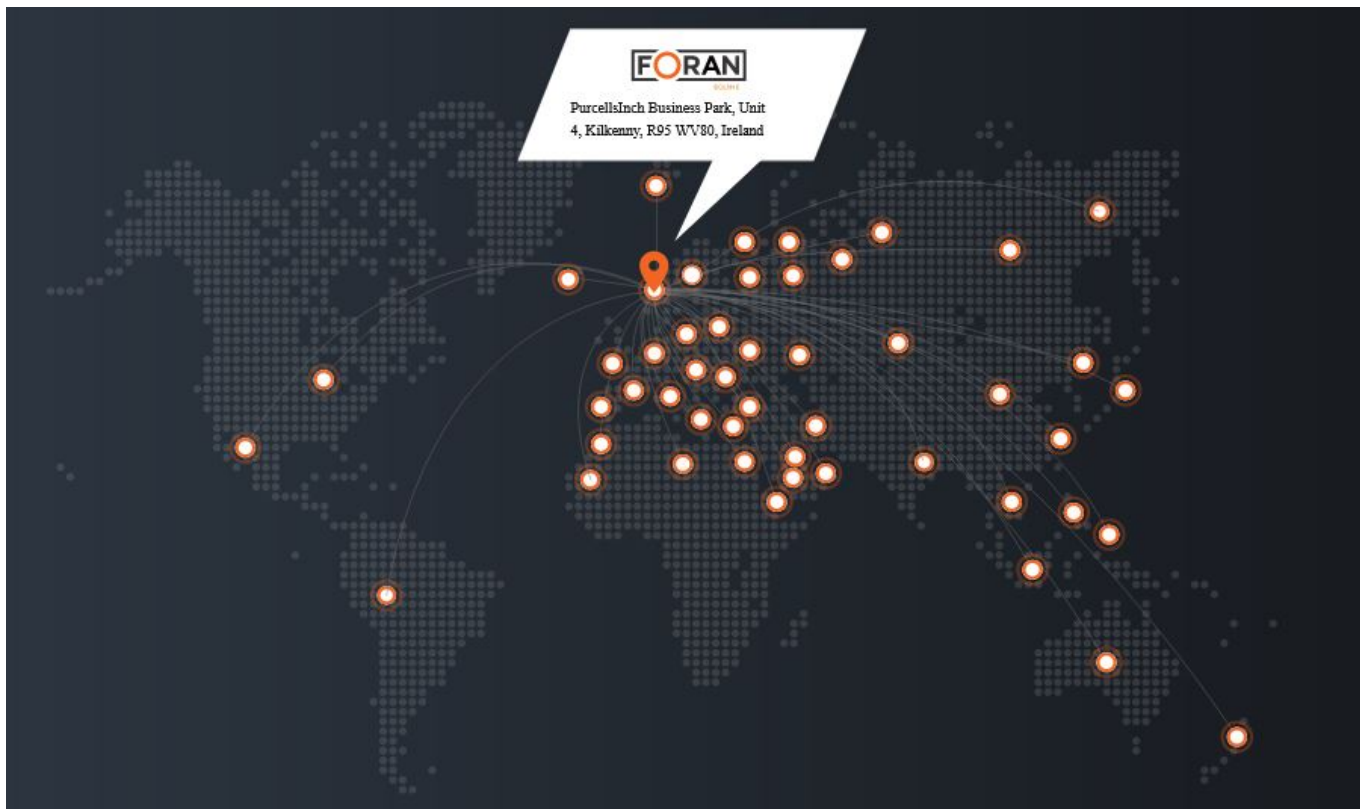 FORAN
PurcellsInch Business Park, Unit
4, Kilkenny, R95 WV80, Ireland